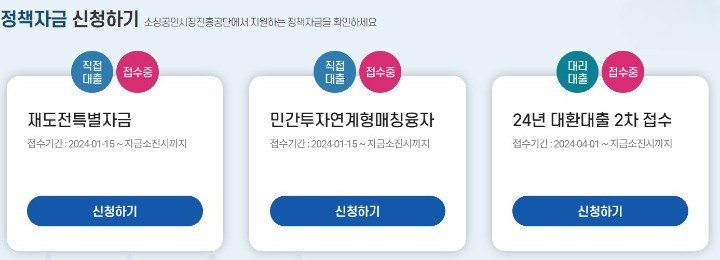 정책자금 신청하기 소상공인시장진흥공단에서 지원하는 정책자금을 확인하세요
직접
대출
접수중
직접
대출
접수중
대리
대출
접수중
재도전특별자금
접수기간 : 2024-01-15 ~ 자금소진시까지
신청하기
민간투자연계형매칭융자
접수기간 : 2024-01-15 ~ 자금소진시까지
신청하기
24년 대환대출 2차 접수
접수기간 : 2024-04-01 ~ 자금소진시까지
신청하기